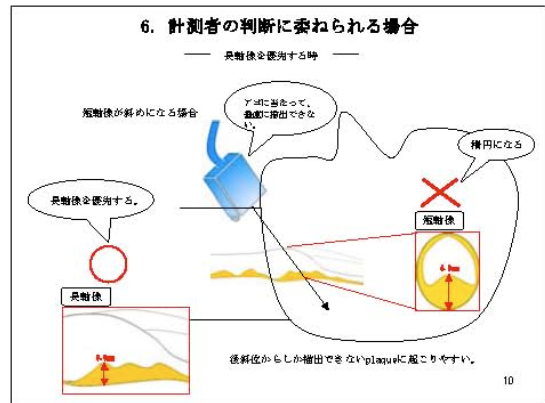 6. 計測者の判断に委ねられる場合
長軸像を優先する時
短軸像が斜めになる場合
アゴに当たって、
垂直に描出できな
い。
楕円になる
長軸像を優先する。
短軸像
長軸像
後斜位からしか描出できないplaqueに起こりやすい。
10